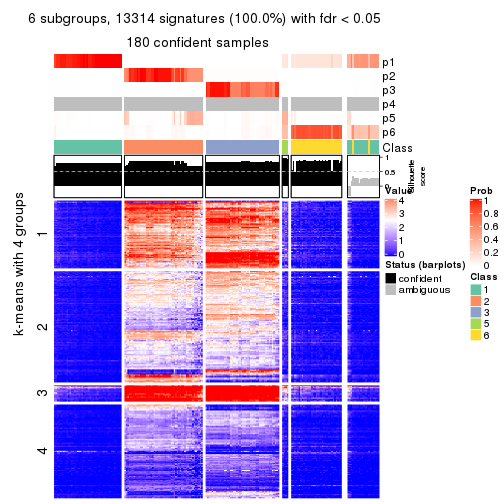 6 subgroups, 13314 signatures (100.0%) with fdr < 0.05
180 confident samples
p1
p2
p3
p4
p5
p6
Class
1
0.5
0
Silhouette
score
k-means with 4 groups
1
2
3
4
Value
4
3
2
1
0
Status (barplots)
confident
ambiguous
Prob
1
0.8
0.6
0.4
0.2
0
Class
1
2
3
5
6